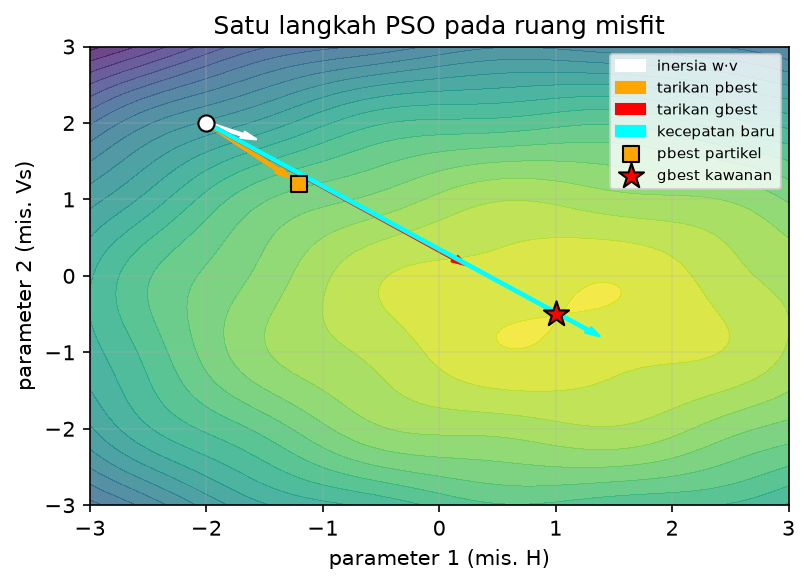 Satu langkah PSO pada ruang misfit
inersia w·v
tarikan pbest
tarikan gbest
kecepatan baru
pbest partikel
gbest kawanan
parameter 2 (mis. Vs)
3
2
1
0
−1
−2
−3
−3
−2
−1
0
1
2
3
parameter 1 (mis. H)